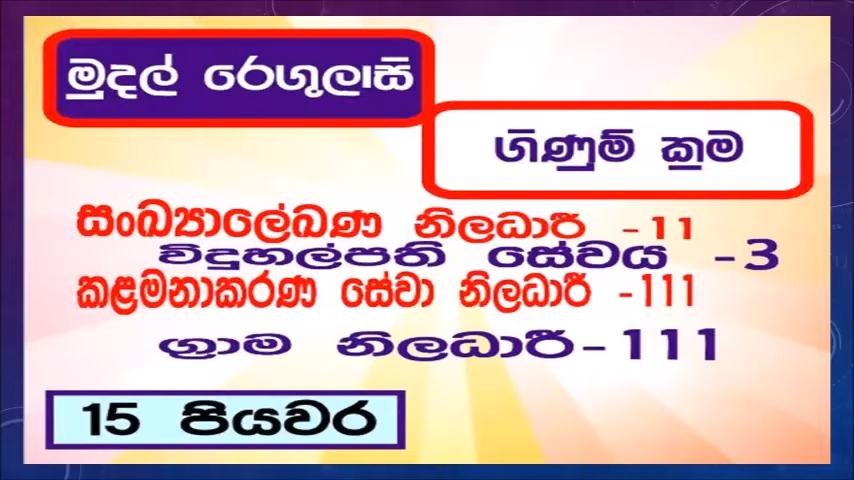 මුදල් රෙගුලාසි
ගිණුම් ක්‍රම
සංඛ්‍යාලේඛණ නිලධාරී -11
විදුහල්පති සේවය -3
කළමනාකරණ සේවා නිලධාරී -111
ග්‍රාම නිලධාරී-111
15 පියවර